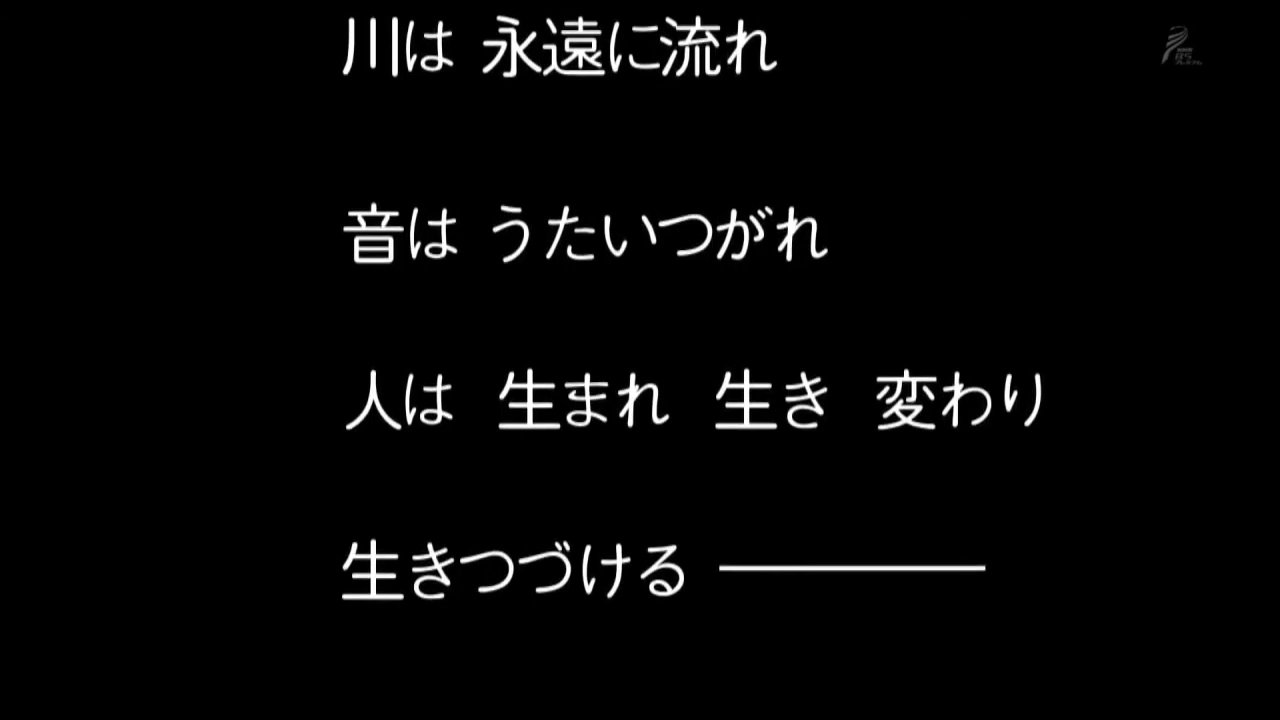 川は 永遠に流れ
音は うたいつがれ
人は 生まれ 生き 変わり
生きつづける ―――